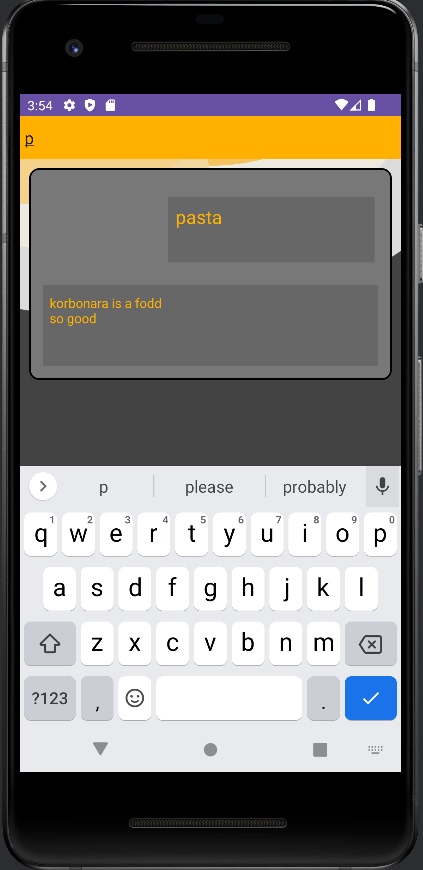 3:54
p
pasta
korbonara is a fodd
so good
p please probably
1 2 3 4 5 6 7 8 9 0
q w e r t y u i o p
a s d f g h j k l
z x c v b n m
?123 , .